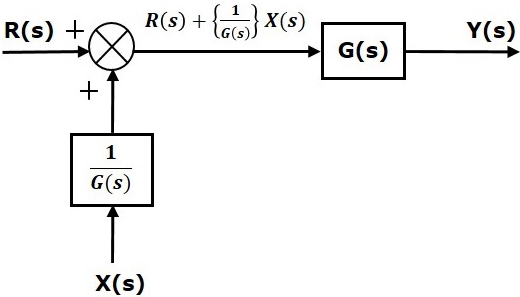 R(s) + R(s) + {1/G(s)} X(s) Y(s)
G(s)
+
1
G(s)
X(s)